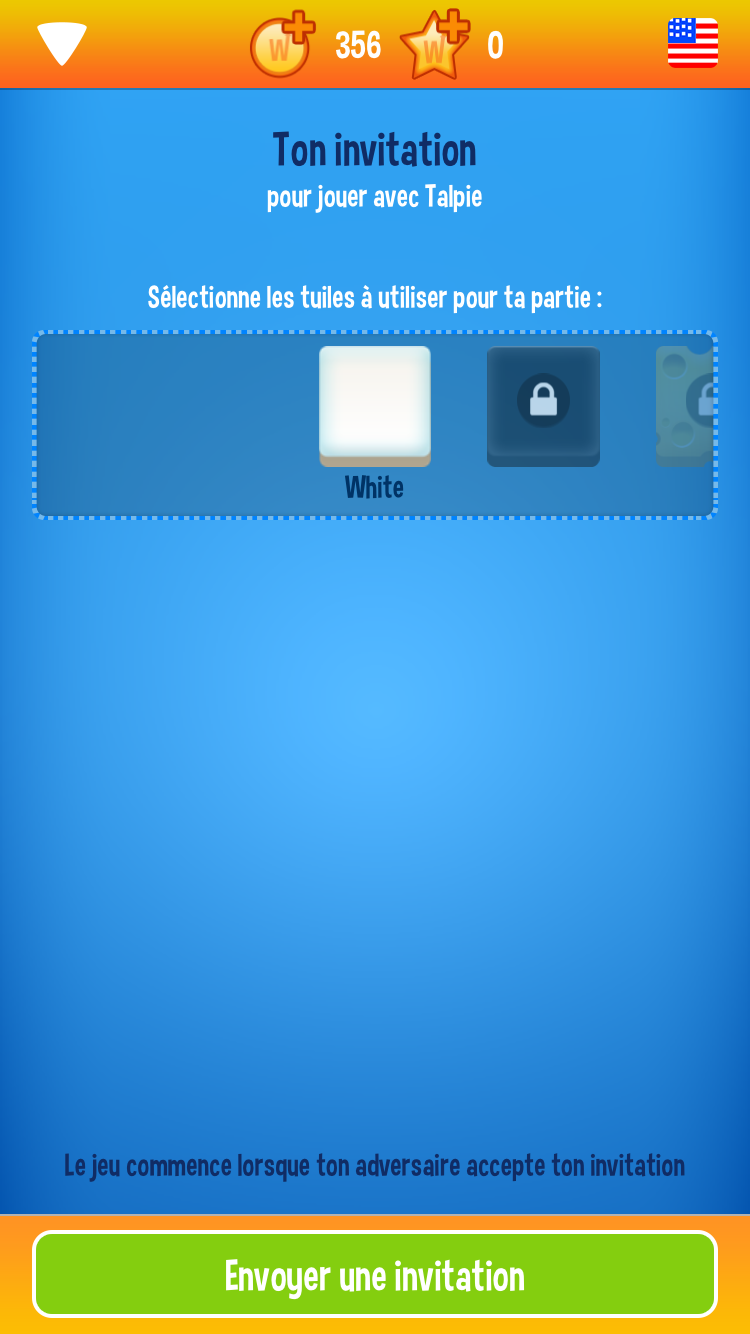 W 356 W 0
Ton invitation
pour jouer avec Talpie
Sélectionne les tuiles à utiliser pour ta partie :
White
Le jeu commence lorsque ton adversaire accepte ton invitation
Envoyer une invitation